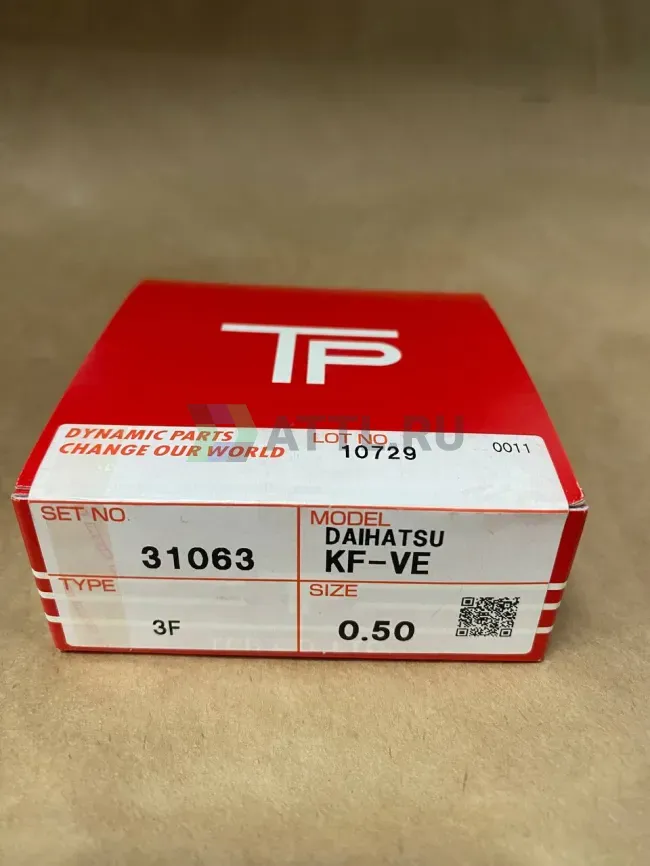 TP
ATTL.RU
DYNAMIC PARTS
CHANGE OUR WORLD
LOT NO.
10729
0011
SET NO.
31063
MODEL
DAIHATSU
KF-VE
TYPE
3F
SIZE
0.50